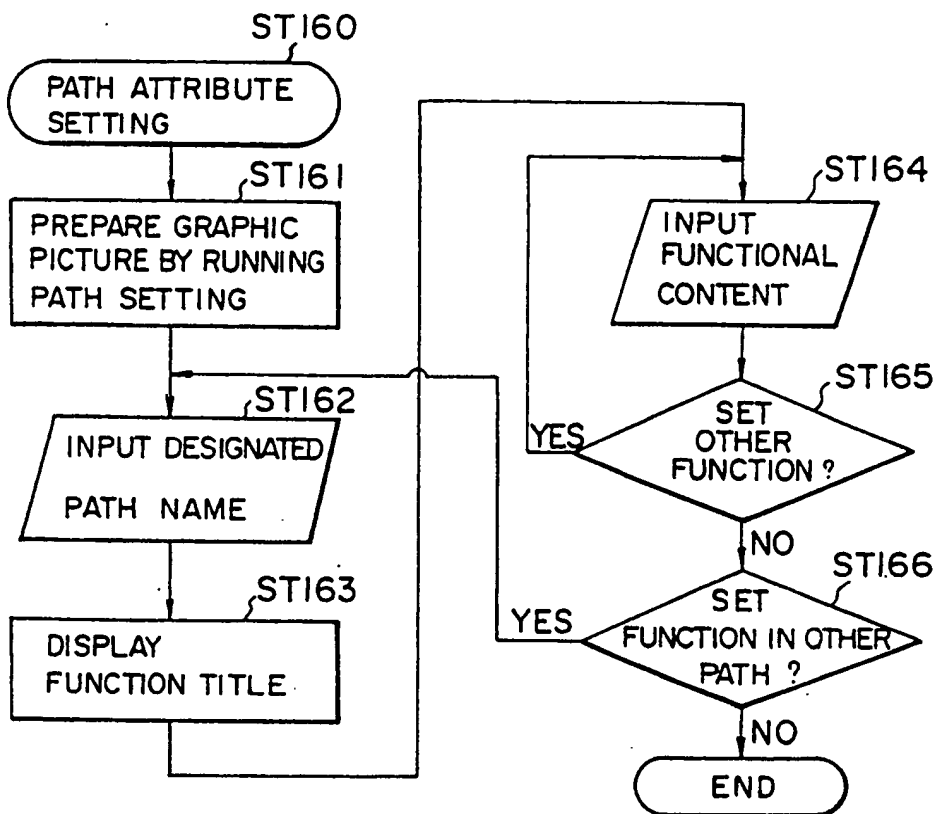 ST160
PATH ATTRIBUTE
SETTING
ST161
PREPARE GRAPHIC
PICTURE BY RUNNING
PATH SETTING
ST162
INPUT DESIGNATED
PATH NAME
ST163
DISPLAY
FUNCTION TITLE
ST164
INPUT
FUNCTIONAL
CONTENT
ST165
SET
OTHER
FUNCTION ?
YES
NO
ST166
SET
FUNCTION IN OTHER
PATH ?
YES
NO
END